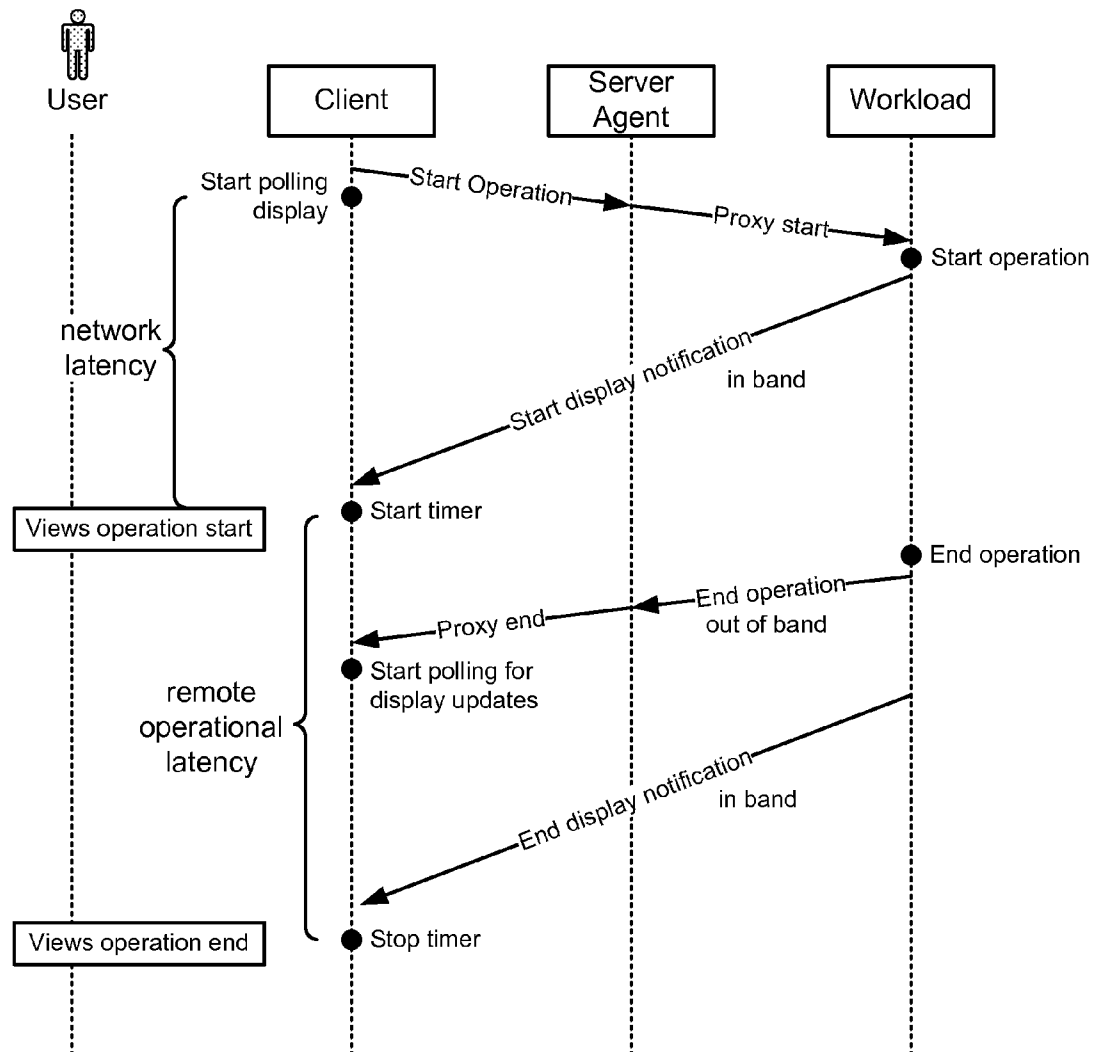 User
Client
Server
Agent
Workload
Start polling
display
Start Operation
Proxy start
Start operation
network
latency
Start display notification
in band
Views operation start
Start timer
End operation
End operation
out of band
Proxy end
Start polling for
display updates
remote
operational
latency
End display notification
in band
Views operation end
Stop timer